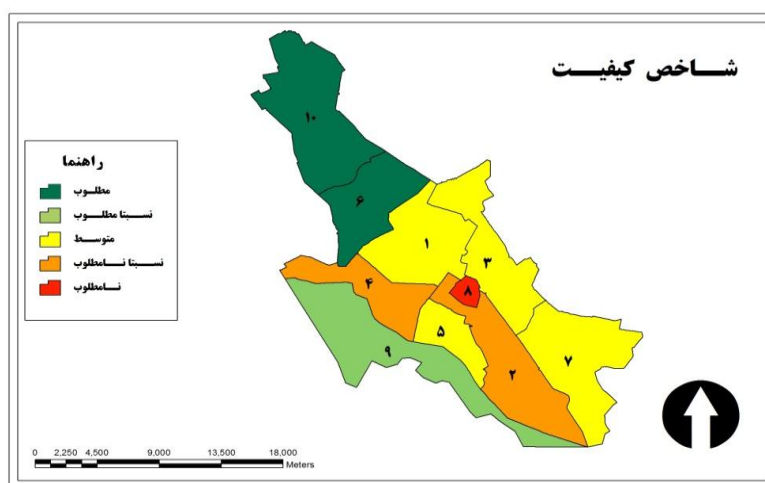 شاخص کیفیت
راهنما
مطلوب
نسبتا مطلوب
متوسط
نسبتا نامطلوب
نامطلوب
۱۰
۶
۱
۳
۴
۸
۵
۹
۲
۷
0 2,250 4,500 9,000 13,500 18,000
Meters